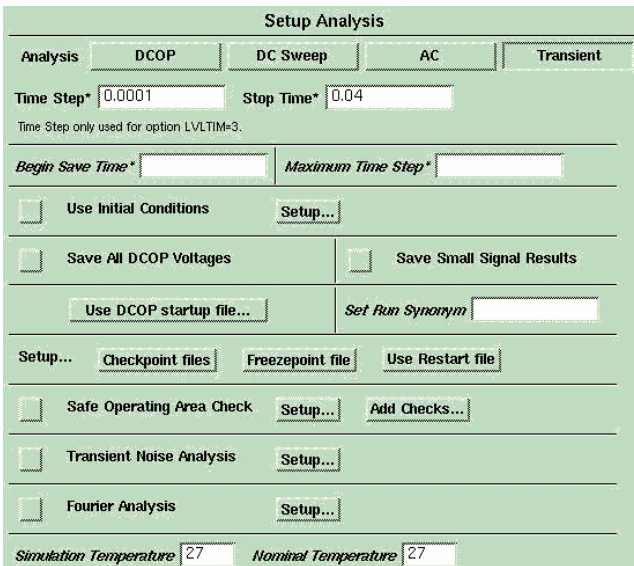 Setup Analysis
Analysis DCOP DC Sweep AC Transient
Time Step* 0.0001 Stop Time* 0.04
Time Step only used for option LVLTIM=3.
Begin Save Time* Maximum Time Step*
Use Initial Conditions Setup...
Save All DCOP Voltages Save Small Signal Results
Use DCOP startup file... Set Run Synonym
Setup... Checkpoint files Freezepoint file Use Restart file
Safe Operating Area Check Setup... Add Checks...
Transient Noise Analysis Setup...
Fourier Analysis Setup...
Simulation Temperature 27 Nominal Temperature 27